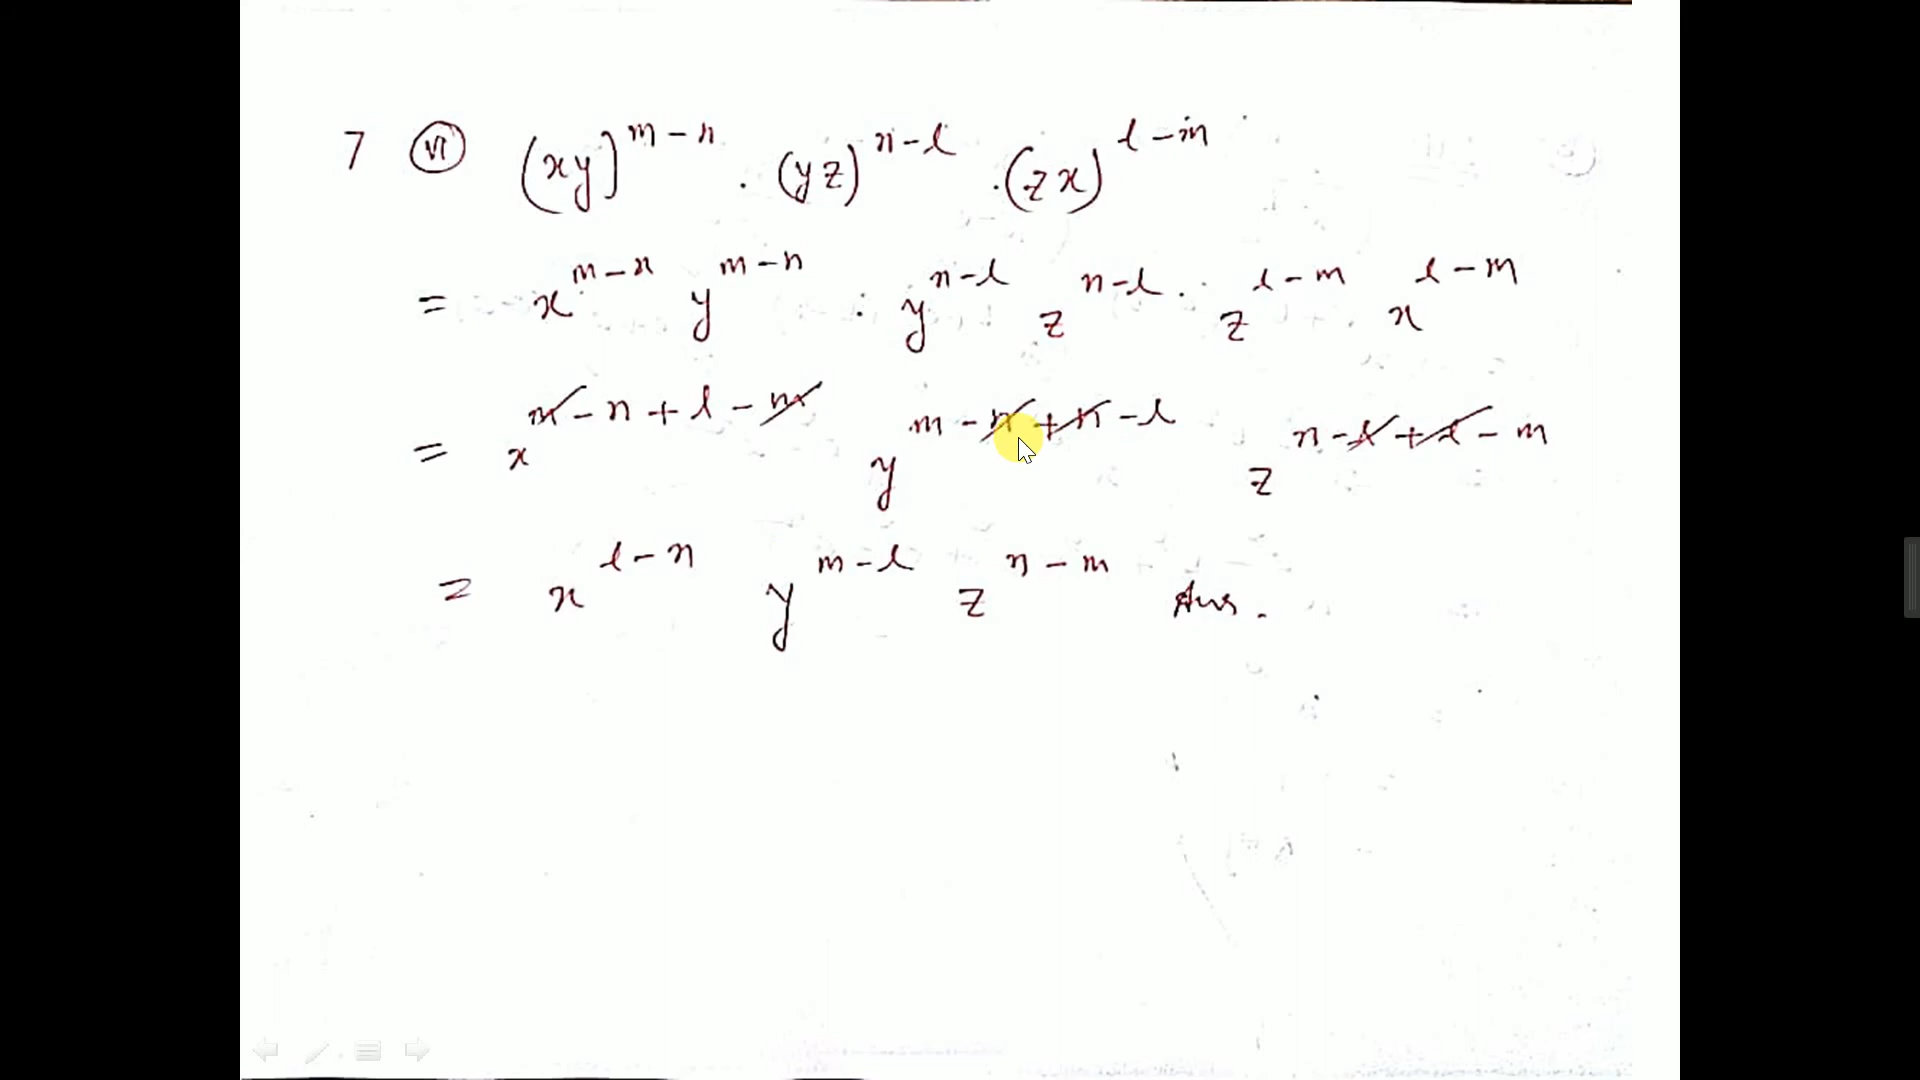 7 (vi) (xy)^{m-n} . (yz)^{n-l} . (zx)^{l-m}
= x^{m-n} y^{m-n} . y^{n-l} z^{n-l} . z^{l-m} . x^{l-m}
= x^{m-n+l-m} y^{m-n+n-l} z^{n-l+l-m}
= x^{l-n} y^{m-l} z^{n-m} Ans.